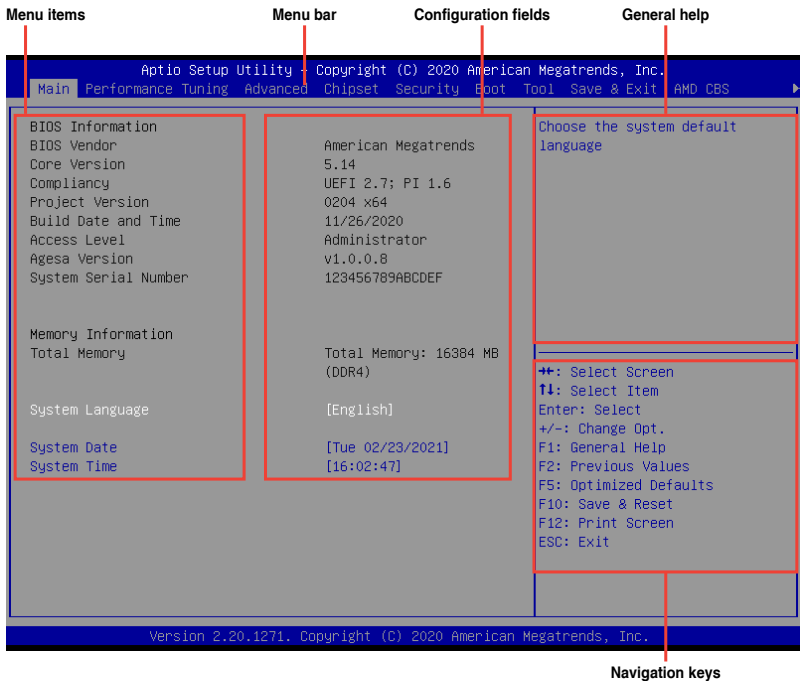 Menu items Menu bar Configuration fields General help
Aptio Setup Utility - Copyright (C) 2020 American Megatrends, Inc.
Main Performance Tuning Advanced Chipset Security Boot Tool Save & Exit AMD CBS
BIOS Information
BIOS Vendor American Megatrends
Core Version 5.14
Compliancy UEFI 2.7; PI 1.6
Project Version 0204 x64
Build Date and Time 11/26/2020
Access Level Administrator
Agesa Version v1.0.0.8
System Serial Number 123456789ABCDEF
Memory Information
Total Memory Total Memory: 16384 MB
(DDR4)
System Language [English]
System Date [Tue 02/23/2021]
System Time [16:02:47]
Choose the system default
language
→←: Select Screen
↑↓: Select Item
Enter: Select
+/-: Change Opt.
F1: General Help
F2: Previous Values
F5: Optimized Defaults
F10: Save & Reset
F12: Print Screen
ESC: Exit
Version 2.20.1271. Copyright (C) 2020 American Megatrends, Inc.
Navigation keys